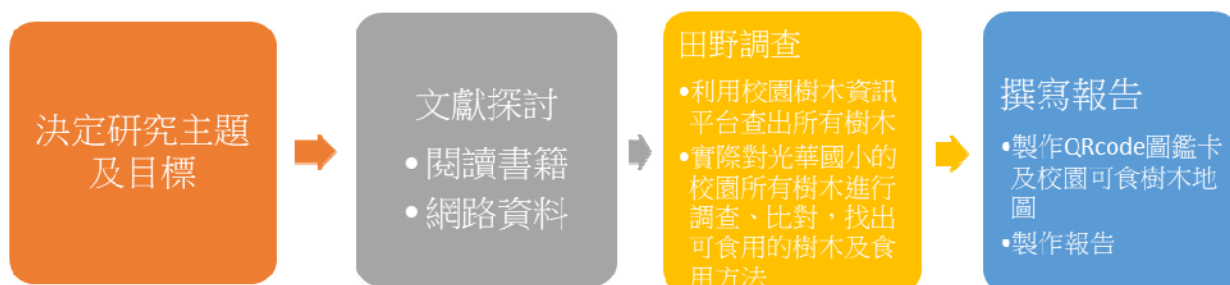 決定研究主題
及目標
文獻探討
•閱讀書籍
•網路資料
田野調查
•利用校園樹木資訊
平台查出所有樹木
•實際對光華國小的
校園所有樹木進行
調查、比對，找出
可食用的樹木及食
用方法
撰寫報告
•製作QRcode圖鑑卡
及校園可食樹木地
圖
•製作報告